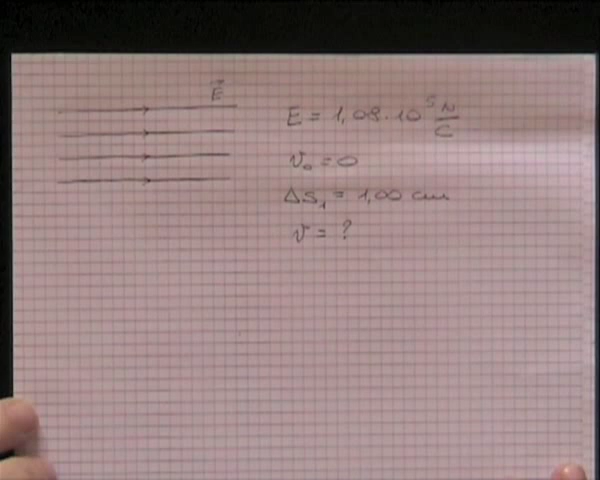 E⃗
E = 1,08 · 10⁵ N/C
v₀ = 0
Δs₁ = 1,00 cm
v = ?